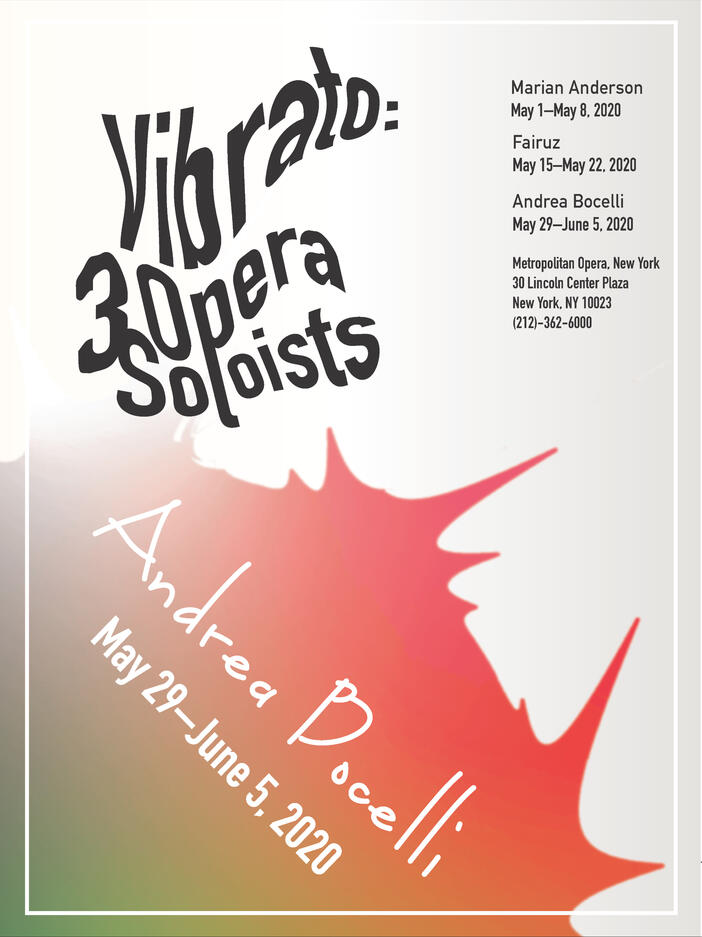 Vibrato:
3 Opera
Soloists
Marian Anderson
May 1—May 8, 2020
Fairuz
May 15—May 22, 2020
Andrea Bocelli
May 29—June 5, 2020
Metropolitan Opera, New York
30 Lincoln Center Plaza
New York, NY 10023
(212)-362-6000
Andrea Bocelli
May 29—June 5, 2020